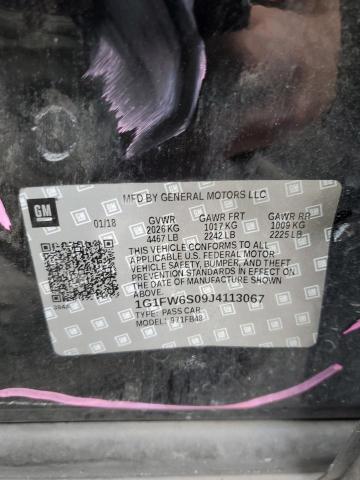 MFD BY GENERAL MOTORS LLC
GM
01/18
GVWR GAWR FRT GAWR RR
2026 KG 1017 KG 1009 KG
4467 LB 2242 LB 2225 LB
THIS VEHICLE CONFORMS TO ALL
APPLICABLE U.S. FEDERAL MOTOR
VEHICLE SAFETY, BUMPER, AND THEFT
PREVENTION STANDARDS IN EFFECT ON
THE DATE OF MANUFACTURE SHOWN ABOVE.
1G1FW6S09J4113067
TYPE: PASS CAR
MODEL: 971FB48